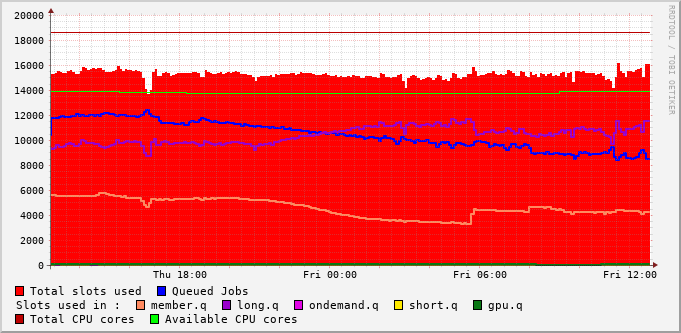 20000
18000
16000
14000
12000
10000
8000
6000
4000
2000
0
Thu 18:00 Fri 00:00 Fri 06:00 Fri 12:00
Total slots used Queued Jobs
Slots used in : member.q long.q ondemand.q short.q gpu.q
Total CPU cores Available CPU cores
RRDTOOL / TOBI OETIKER